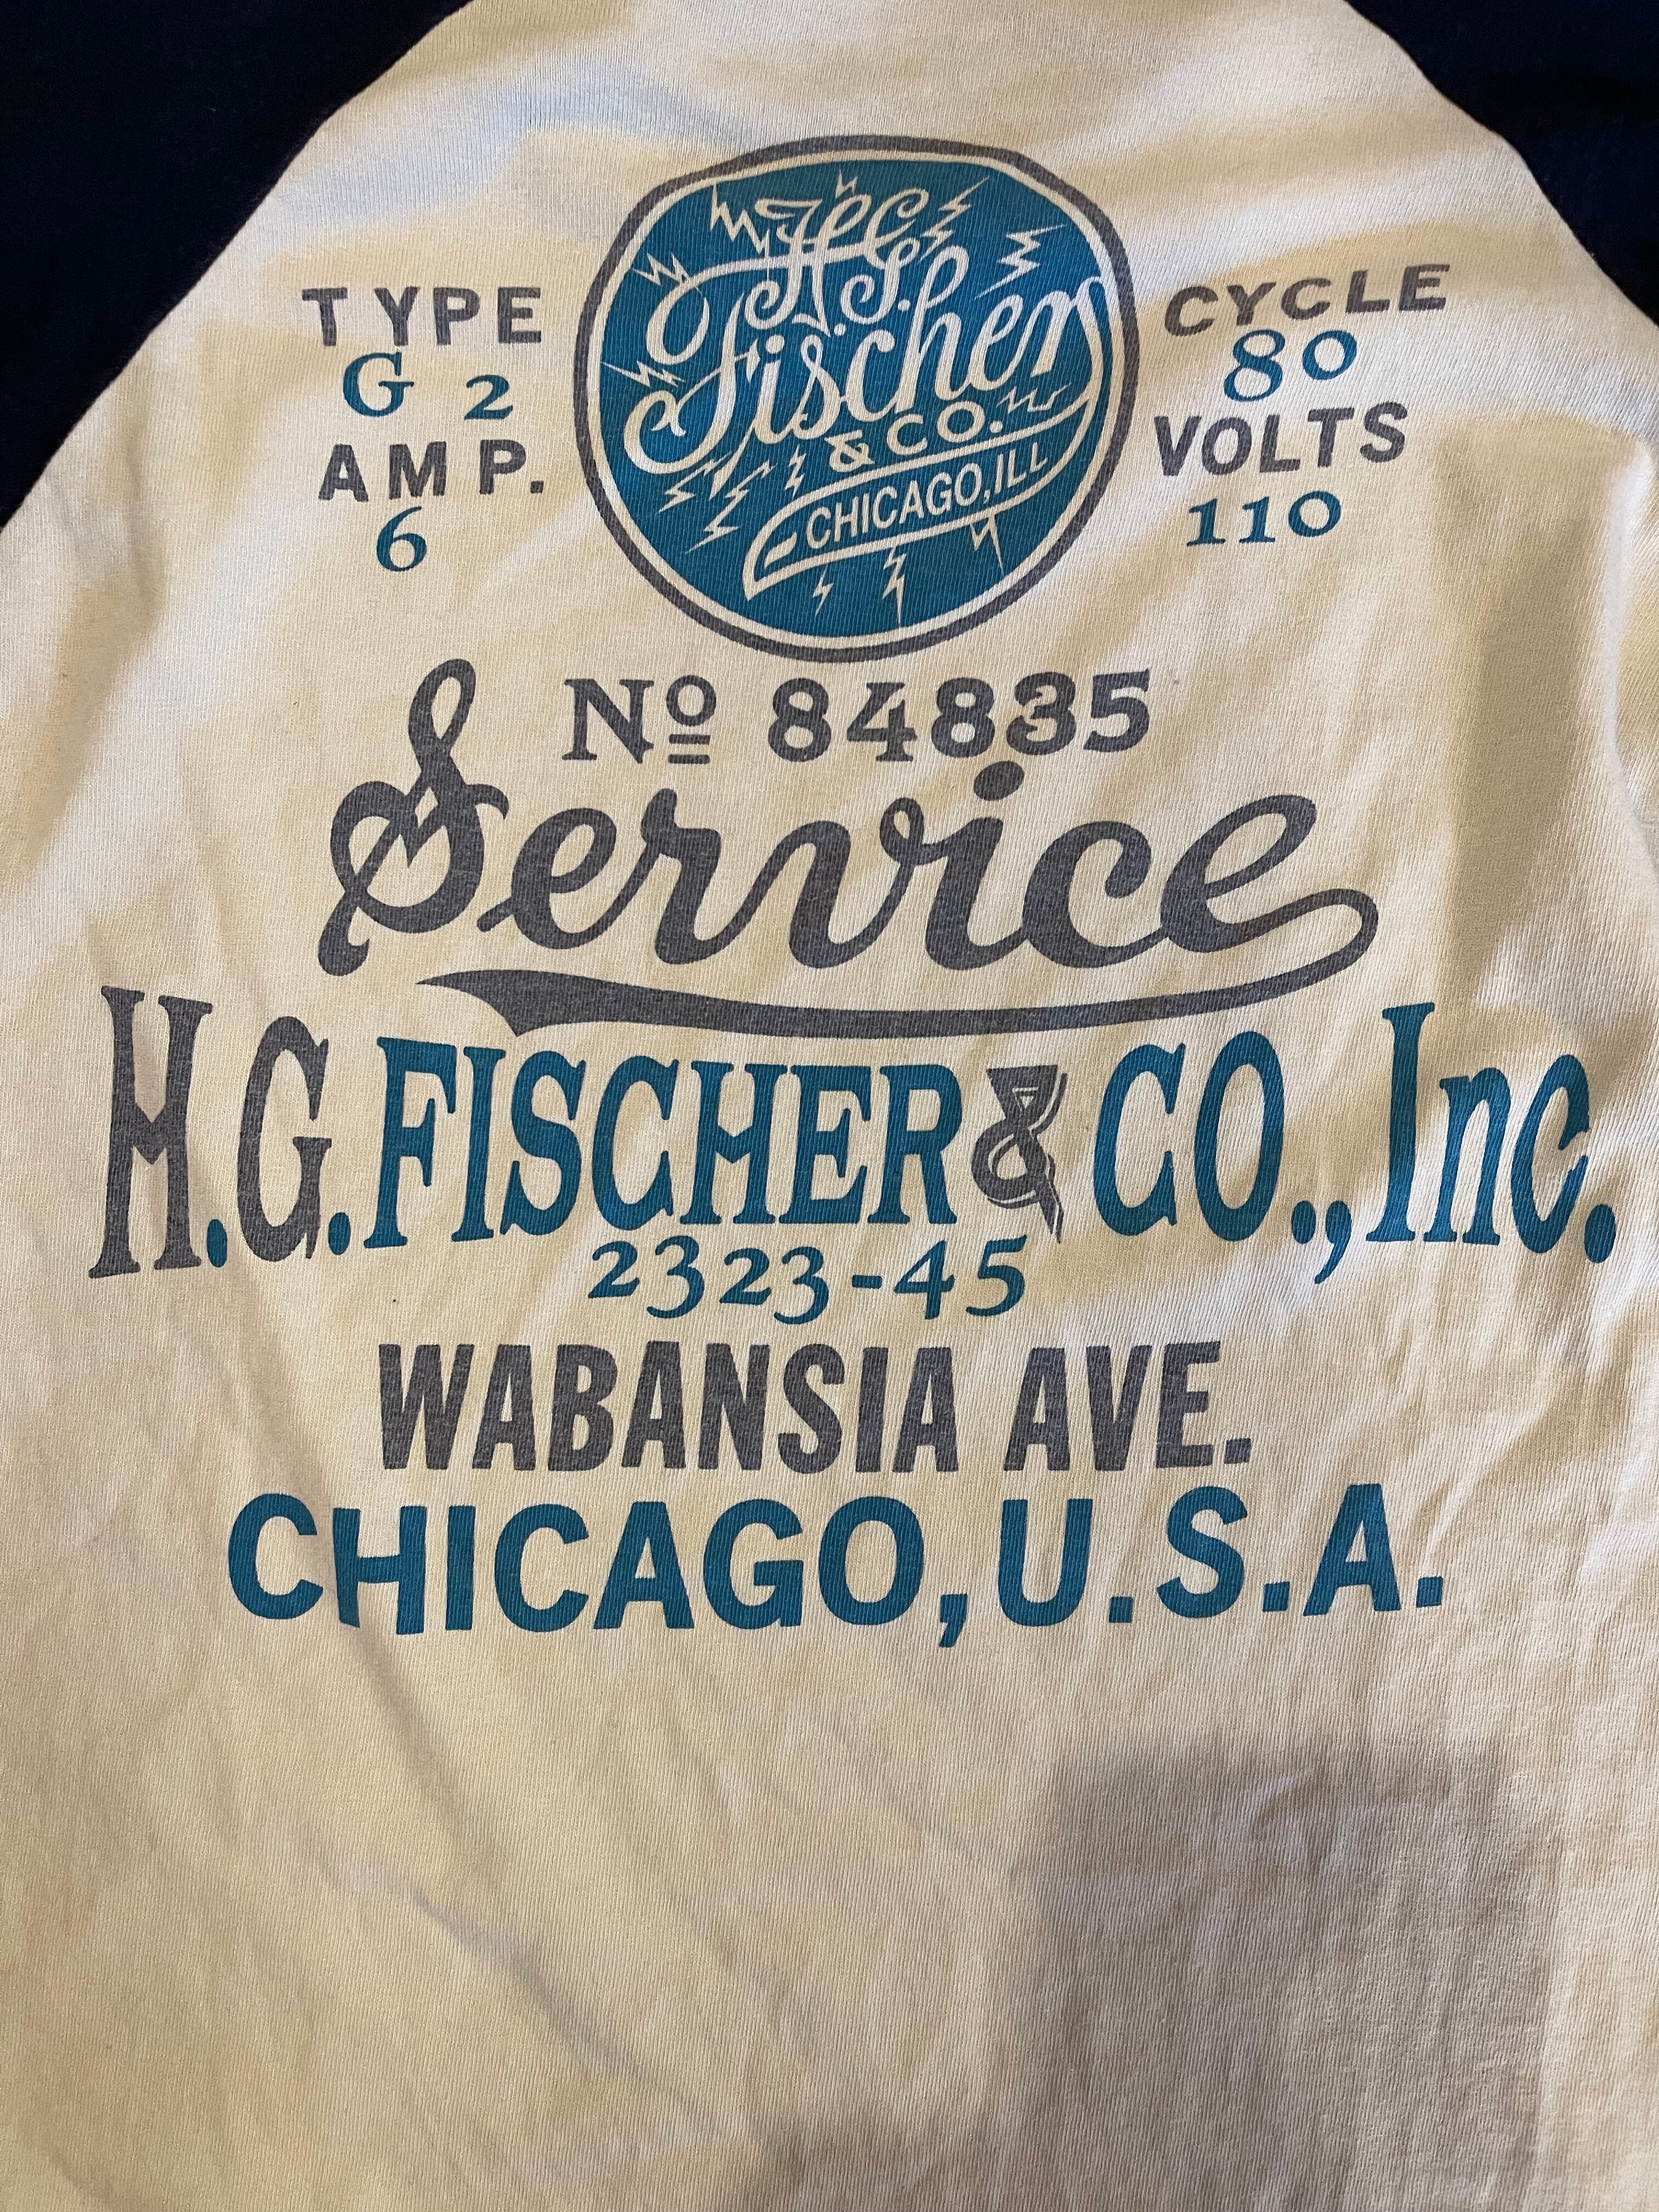 TYPE
G 2
AMP.
6
H.G.
Fischer
& CO.
CHICAGO, ILL
CYCLE
80
VOLTS
110
Nº 84835
Service
H.G. FISCHER & CO., Inc.
2323-45
WABANSIA AVE.
CHICAGO, U.S.A.